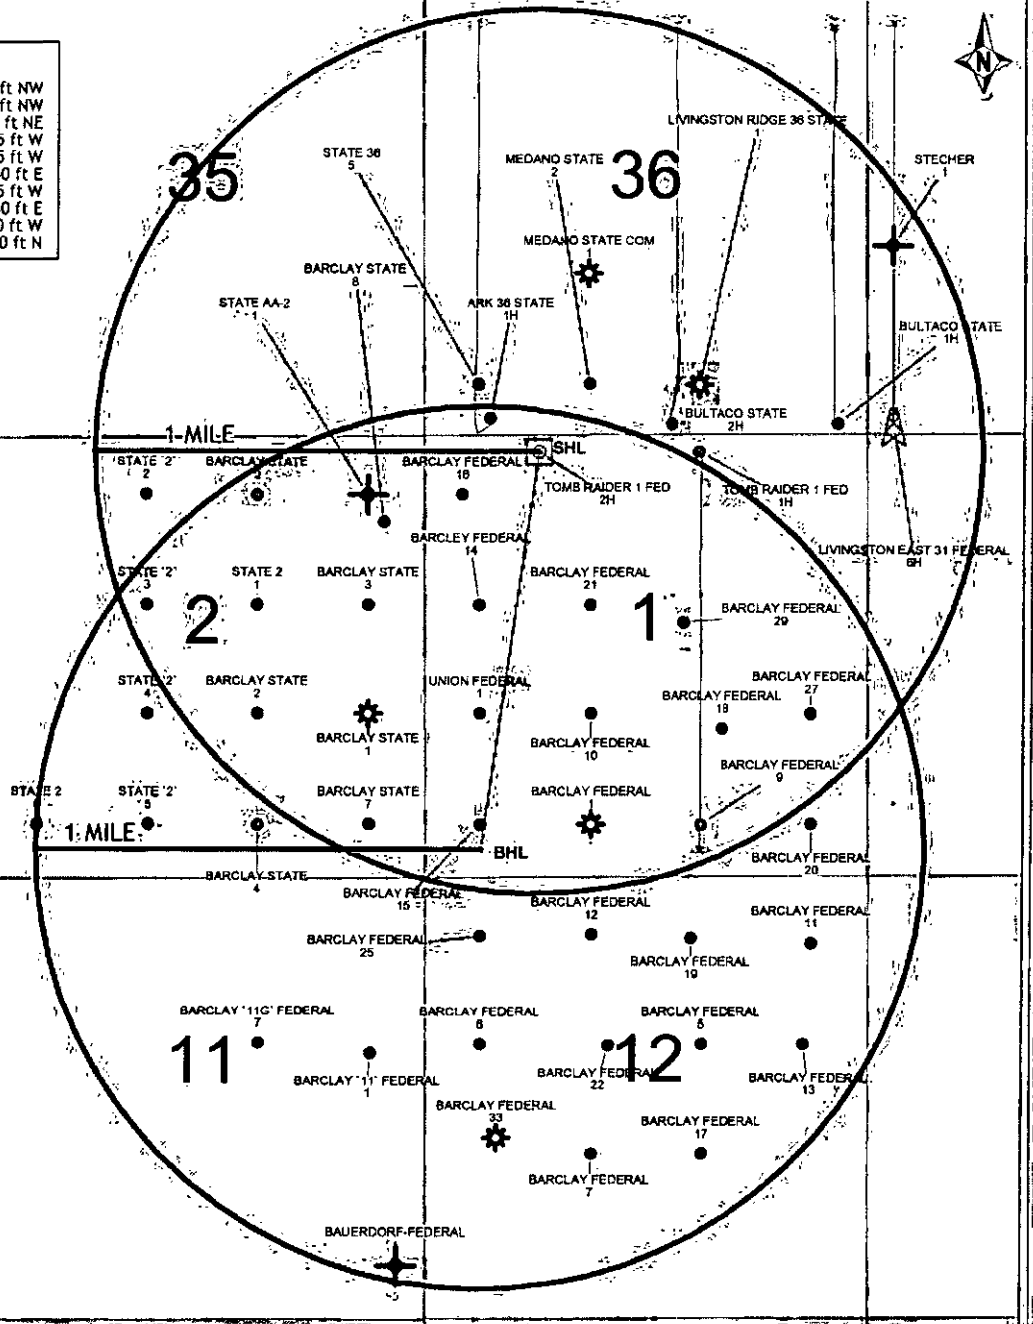 ft NW
ft NW
ft NE
5 ft W
5 ft W
0 ft E
5 ft W
0 ft E
0 ft W
0 ft N
N
35
36
LIVINGSTON RIDGE 36 STATE
1
STATE 36
5
MEDANO STATE
2
STECHER
1
MEDANO STATE COM
1
BARCLAY STATE
8
STATE AA-2
1
ARK 36 STATE
1H
BULTACO STATE
1H
BULTACO STATE
2H
1-MILE
SHL
STATE '2'
2
BARCLAY STATE
BARCLAY FEDERAL
16
TOMB RAIDER 1 FED
2H
TOMB RAIDER 1 FED
1H
BARCLEY FEDERAL
14
LIVINGSTON EAST 31 FEDERAL
6H
STATE '2'
3
STATE 2
1
BARCLAY STATE
3
BARCLAY FEDERAL
21
2
1
BARCLAY FEDERAL
29
STATE '2'
4
BARCLAY STATE
2
UNION FEDERAL
1
BARCLAY FEDERAL
27
BARCLAY FEDERAL
18
BARCLAY STATE
1
BARCLAY FEDERAL
10
BARCLAY FEDERAL
9
STATE 2
STATE '2'
5
BARCLAY STATE
7
BARCLAY FEDERAL
1
1-MILE
BHL
BARCLAY FEDERAL
20
BARCLAY STATE
4
BARCLAY FEDERAL
15
BARCLAY FEDERAL
12
BARCLAY FEDERAL
11
BARCLAY FEDERAL
25
BARCLAY FEDERAL
19
BARCLAY '11G' FEDERAL
7
BARCLAY FEDERAL
6
BARCLAY FEDERAL
5
11
12
BARCLAY '11' FEDERAL
1
BARCLAY FEDERAL
22
BARCLAY FEDERAL
13
BARCLAY FEDERAL
33
BARCLAY FEDERAL
17
BARCLAY FEDERAL
7
BAUERDORF-FEDERAL